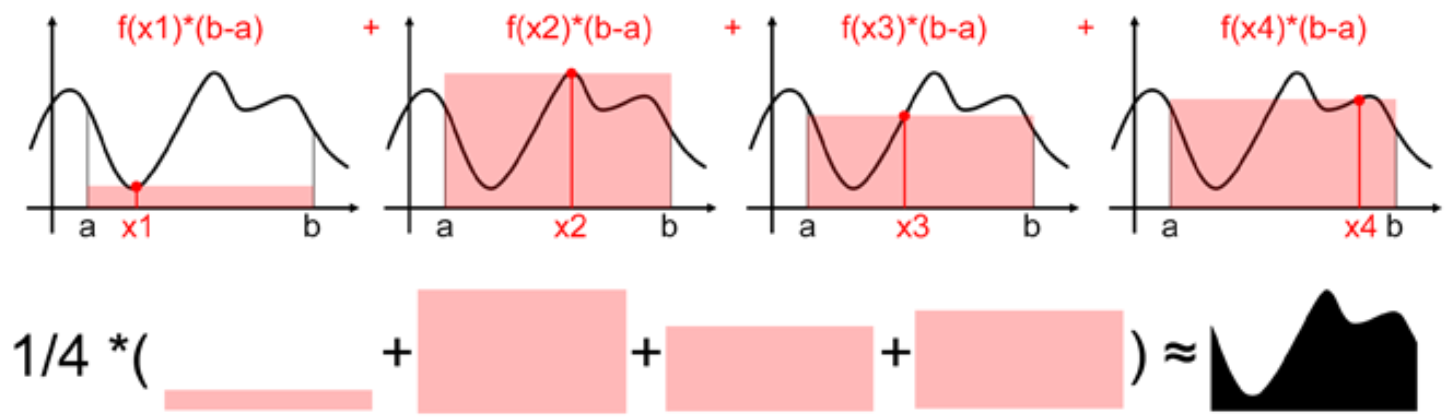 f(x1)*(b-a) + f(x2)*(b-a) + f(x3)*(b-a) + f(x4)*(b-a)
a x1 b a x2 b a x3 b a x4 b
1/4 *( + + + ) ≈